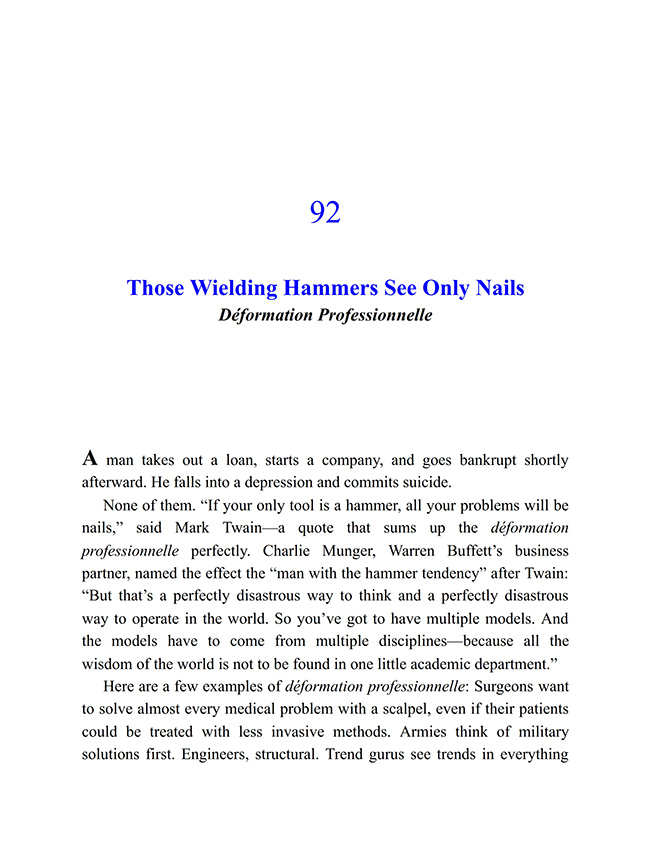 92
Those Wielding Hammers See Only Nails
Déformation Professionnelle
A man takes out a loan, starts a company, and goes bankrupt shortly
afterward. He falls into a depression and commits suicide.
None of them. “If your only tool is a hammer, all your problems will be
nails,” said Mark Twain—a quote that sums up the déformation
professionnelle perfectly. Charlie Munger, Warren Buffett’s business
partner, named the effect the “man with the hammer tendency” after Twain:
“But that’s a perfectly disastrous way to think and a perfectly disastrous
way to operate in the world. So you’ve got to have multiple models. And
the models have to come from multiple disciplines—because all the
wisdom of the world is not to be found in one little academic department.”
Here are a few examples of déformation professionnelle: Surgeons want
to solve almost every medical problem with a scalpel, even if their patients
could be treated with less invasive methods. Armies think of military
solutions first. Engineers, structural. Trend gurus see trends in everything